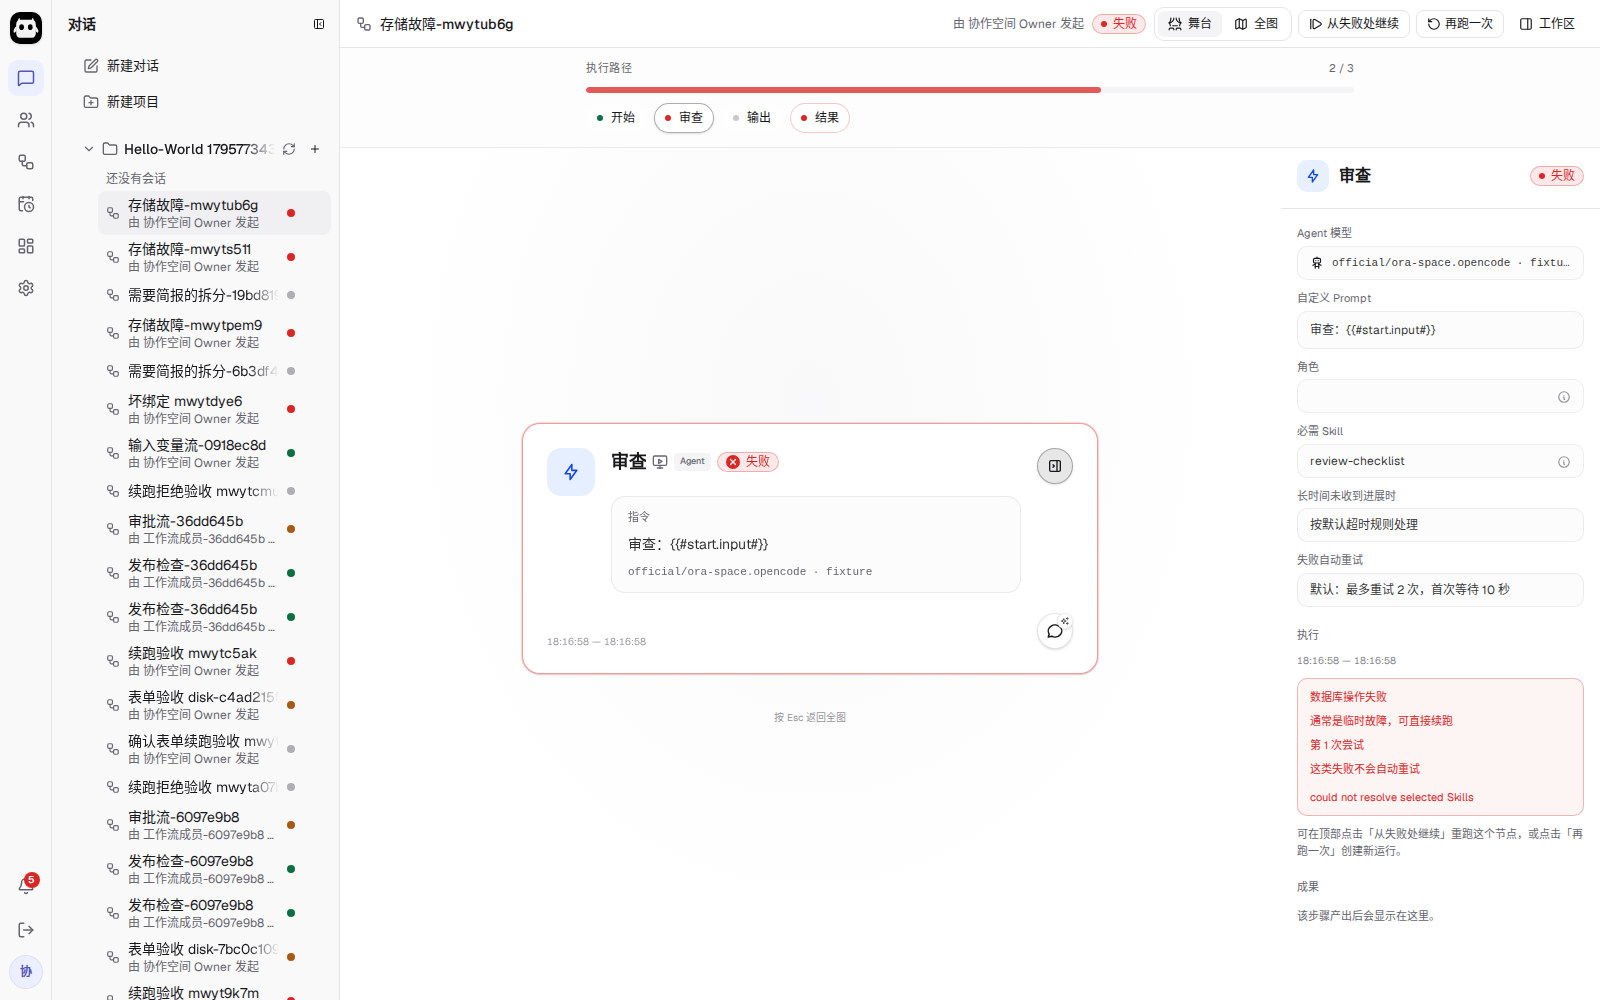 对话
新建对话
新建项目
Hello-World 179577343
还没有会话
存储故障-mwytub6g
由 协作空间 Owner 发起
存储故障-mwyts511
由 协作空间 Owner 发起
需要简报的拆分-19bd819
存储故障-mwytpem9
由 协作空间 Owner 发起
需要简报的拆分-6b3df4
坏绑定 mwytdye6
由 协作空间 Owner 发起
输入变量流-0918ec8d
由 协作空间 Owner 发起
续跑拒绝验收 mwytcmu
审批流-36dd645b
由 工作流成员-36dd645b ...
发布检查-36dd645b
由 工作流成员-36dd645b ...
发布检查-36dd645b
由 工作流成员-36dd645b ...
续跑验收 mwytc5ak
由 协作空间 Owner 发起
表单验收 disk-c4ad215
由 协作空间 Owner 发起
确认表单续跑验收 mwy
由 协作空间 Owner 发起
续跑拒绝验收 mwyta07
审批流-6097e9b8
由 工作流成员-6097e9b8 ...
发布检查-6097e9b8
由 工作流成员-6097e9b8 ...
发布检查-6097e9b8
由 工作流成员-6097e9b8 ...
表单验收 disk-7bc0c109
由 协作空间 Owner 发起
续跑验收 mwyt9k7m
5
协
存储故障-mwytub6g
由 协作空间 Owner 发起
失败
舞台
全图
从失败处继续
再跑一次
工作区
执行路径
2 / 3
开始
审查
输出
结果
审查
Agent
失败
指令
审查：{{#start.input#}}
official/ora-space.opencode · fixture
18:16:58 — 18:16:58
按 Esc 返回全图
审查
失败
Agent 模型
official/ora-space.opencode · fixtu…
自定义 Prompt
审查：{{#start.input#}}
角色
必需 Skill
review-checklist
长时间未收到进展时
按默认超时规则处理
失败自动重试
默认：最多重试 2 次，首次等待 10 秒
执行
18:16:58 — 18:16:58
数据库操作失败
通常是临时故障，可直接续跑
第 1 次尝试
这类失败不会自动重试
could not resolve selected Skills
可在顶部点击「从失败处继续」重跑这个节点，或点击「再
跑一次」创建新运行。
成果
该步骤产出后会显示在这里。